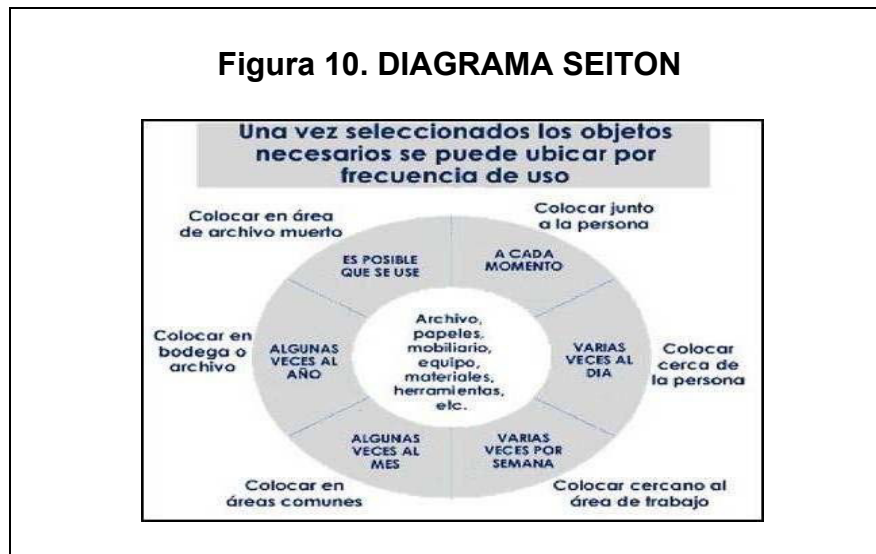 Figura 10. DIAGRAMA SEITON
Una vez seleccionados los objetos
necesarios se puede ubicar por
frecuencia de uso
Colocar en área
de archivo muerto
Colocar junto
a la persona
ES POSIBLE
QUE SE USE
A CADA
MOMENTO
Colocar en
bodega o
archivo
ALGUNAS
VECES AL
AÑO
Archivo,
papeles,
mobiliario,
equipo,
materiales,
herramientas,
etc.
VARIAS
VECES AL
DIA
Colocar
cerca de
la persona
ALGUNAS
VECES AL
MES
VARIAS
VECES POR
SEMANA
Colocar en
áreas comunes
Colocar cercano al
área de trabajo